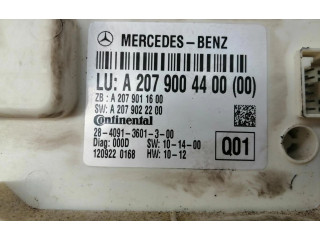 MERCEDES-BENZ
LU: A 207 900 44 00 (00)
ZB: A 207 901 16 00
SW: A 207 902 22 00
Continental
28-4091-3601-3-00
Diag: 000D SW: 10-14-00
120922 0168 HW: 10-12
Q01